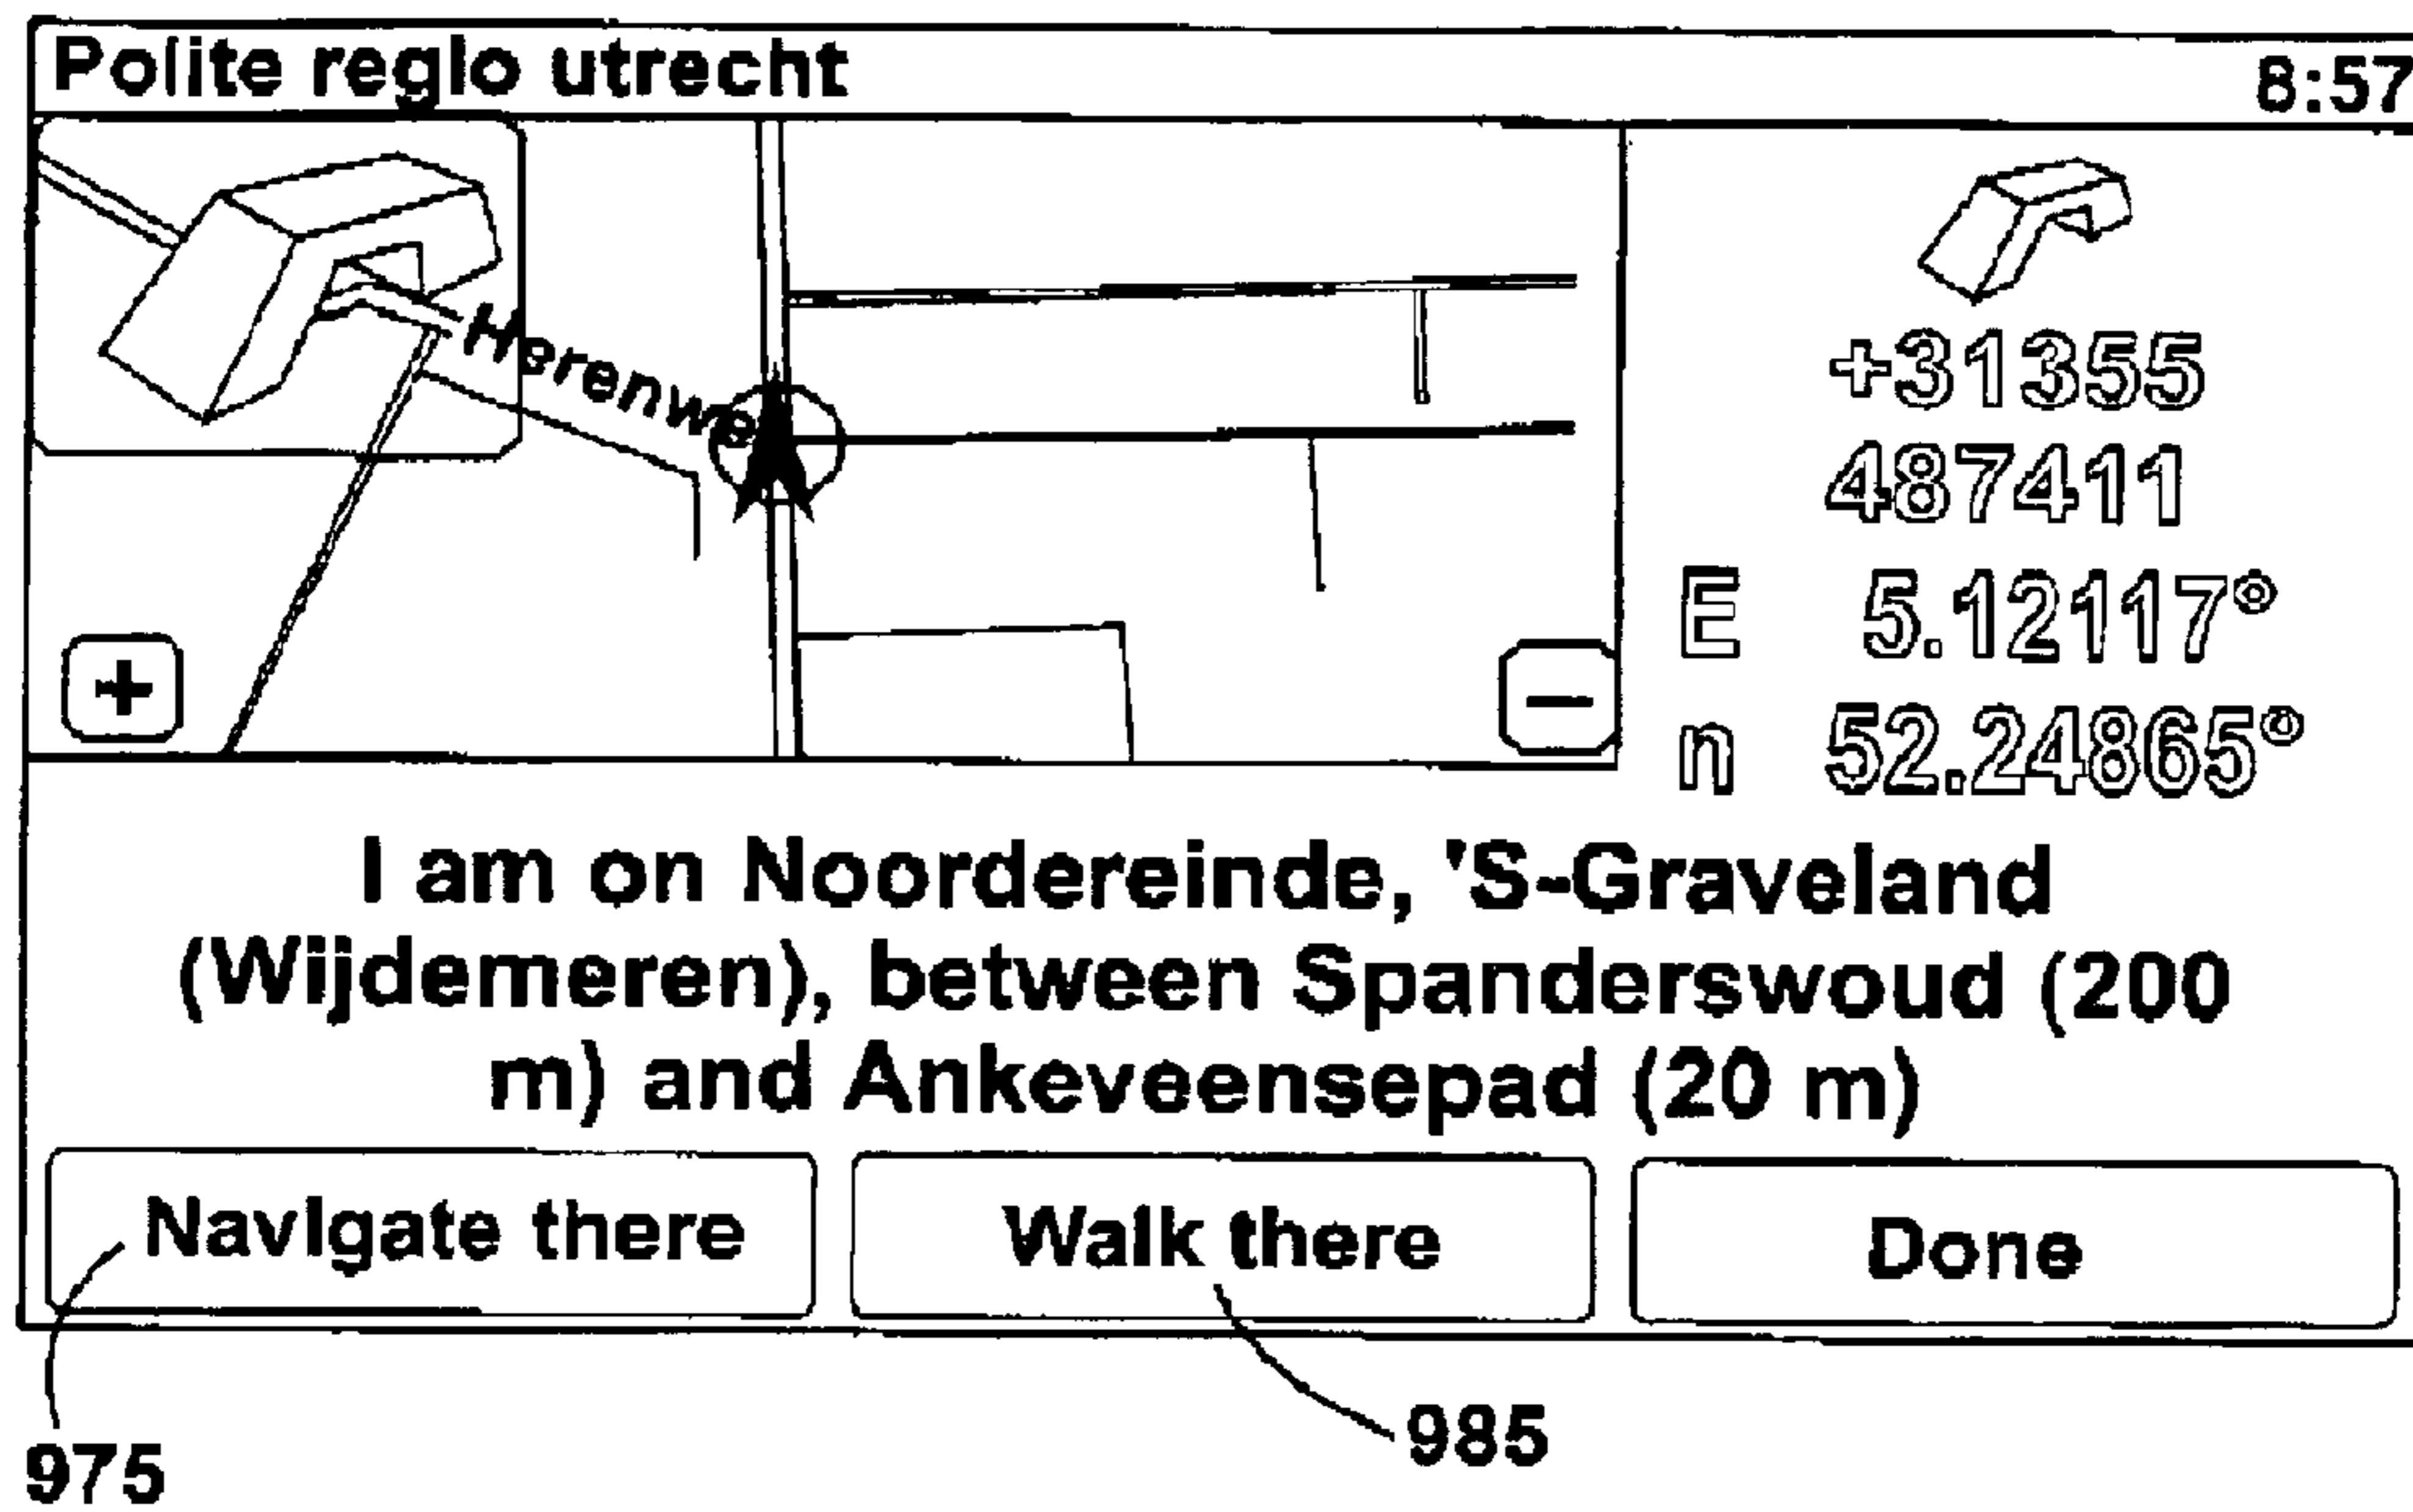 Polite reglo utrecht
8:57
Herenwe
+31355
487411
E 5.12117°
n 52.24865°
+
−
I am on Noordereinde, 'S-Graveland
(Wijdemeren), between Spanderswoud (200
m) and Ankeveensepad (20 m)
NavIgate there
Walk there
Done
975
985